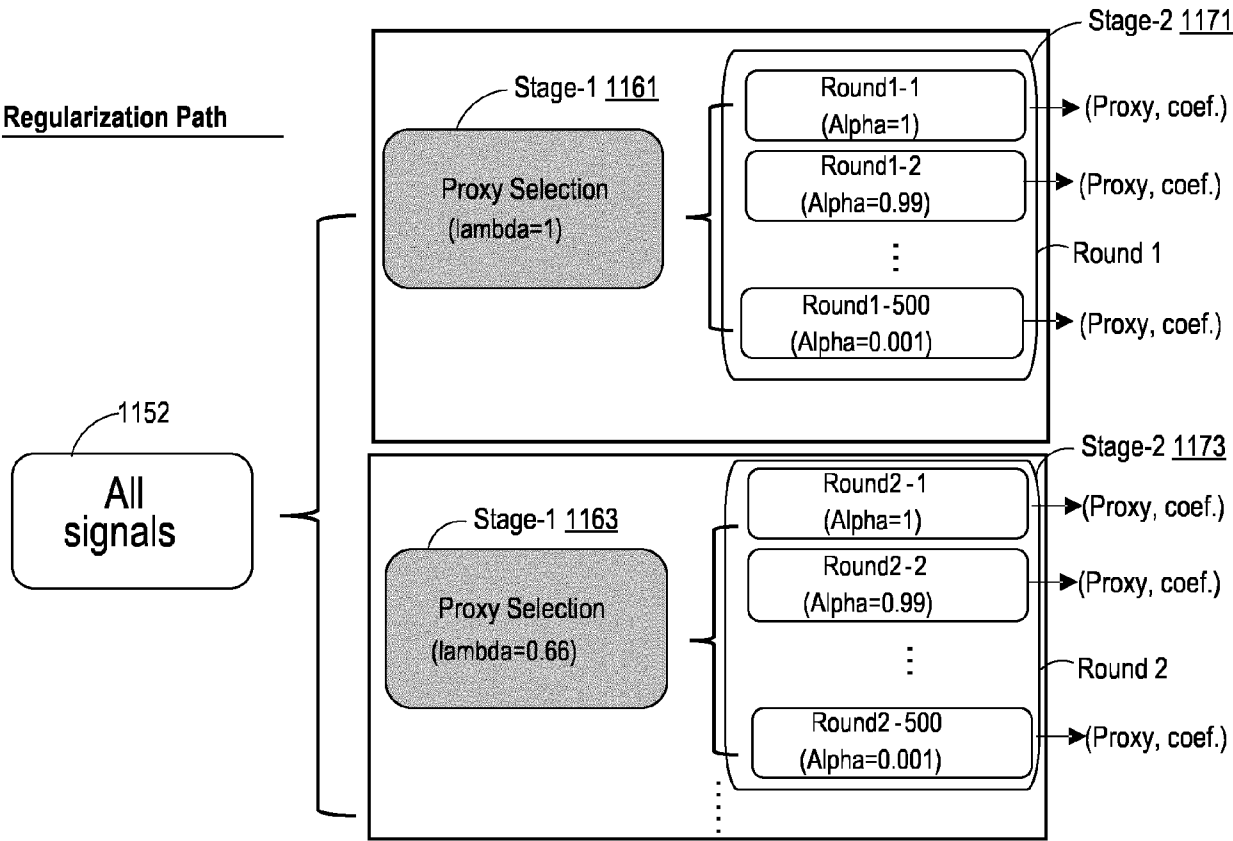 Regularization Path
1152
All
signals
Stage-1 1161
Proxy Selection
(lambda=1)
Stage-2 1171
Round1-1
(Alpha=1)
(Proxy, coef.)
Round1-2
(Alpha=0.99)
(Proxy, coef.)
⋮
Round 1
Round1-500
(Alpha=0.001)
(Proxy, coef.)
Stage-1 1163
Proxy Selection
(lambda=0.66)
Stage-2 1173
Round2-1
(Alpha=1)
(Proxy, coef.)
Round2-2
(Alpha=0.99)
(Proxy, coef.)
⋮
Round 2
Round2-500
(Alpha=0.001)
(Proxy, coef.)
⋮